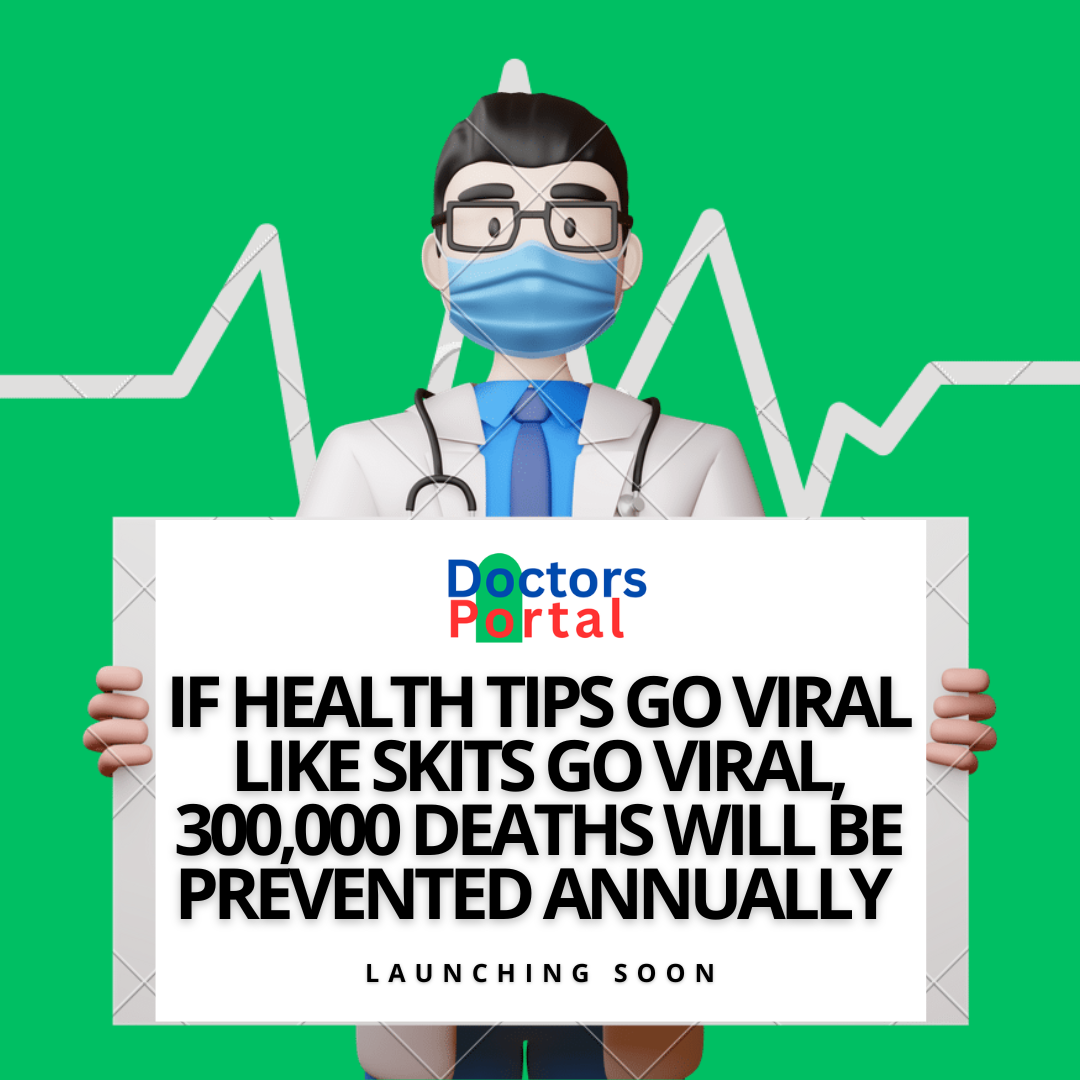 Doctors
Portal
IF HEALTH TIPS GO VIRAL
LIKE SKITS GO VIRAL,
300,000 DEATHS WILL BE
PREVENTED ANNUALLY
LAUNCHING SOON